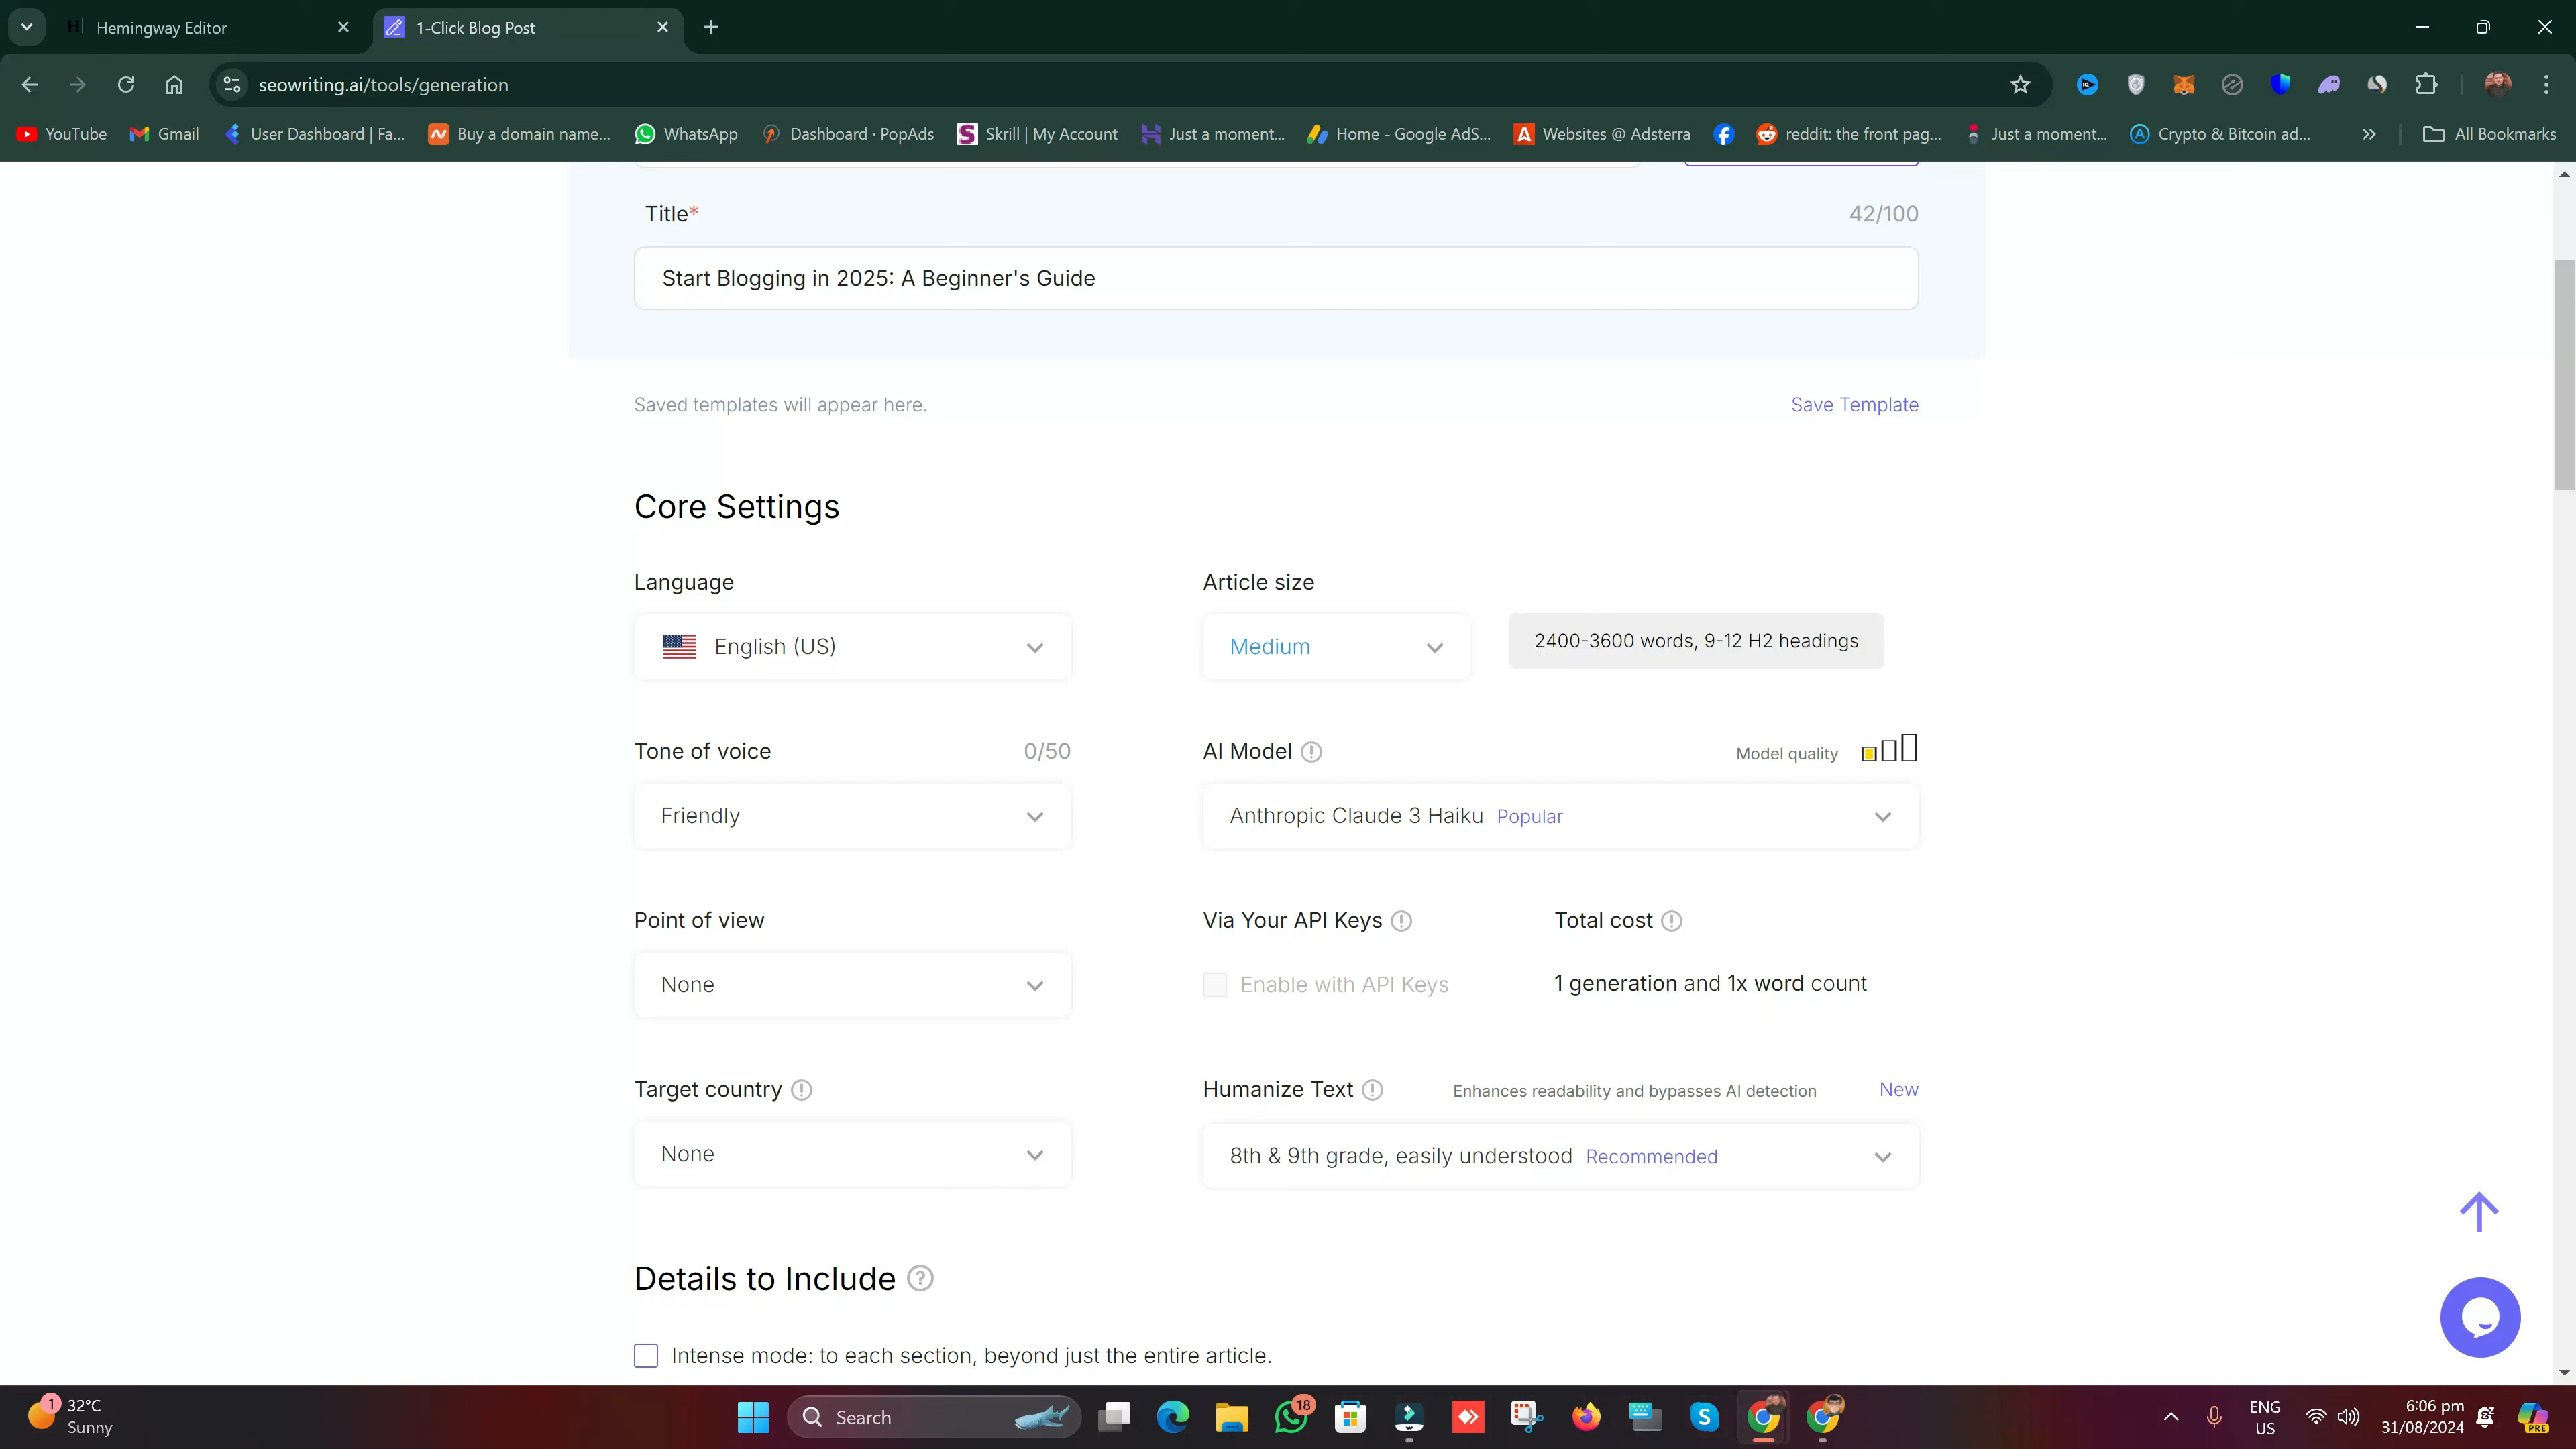 Hemingway Editor
1-Click Blog Post
seowriting.ai/tools/generation
YouTube
Gmail
User Dashboard | Fa...
Buy a domain name...
WhatsApp
Dashboard · PopAds
Skrill | My Account
Just a moment...
Home - Google AdS...
Websites @ Adsterra
reddit: the front pag...
Just a moment...
Crypto & Bitcoin ad...
All Bookmarks
Title*
42/100
Start Blogging in 2025: A Beginner's Guide
Saved templates will appear here.
Save Template
Core Settings
Language
Article size
English (US)
Medium
2400-3600 words, 9-12 H2 headings
Tone of voice
0/50
AI Model
Model quality
Friendly
Anthropic Claude 3 Haiku Popular
Point of view
Via Your API Keys
Total cost
None
Enable with API Keys
1 generation and 1x word count
Target country
Humanize Text
Enhances readability and bypasses AI detection
New
None
8th & 9th grade, easily understood Recommended
Details to Include
Intense mode: to each section, beyond just the entire article.
1
32°C
Sunny
Search
18
ENG
US
6:06 pm
31/08/2024
PRE